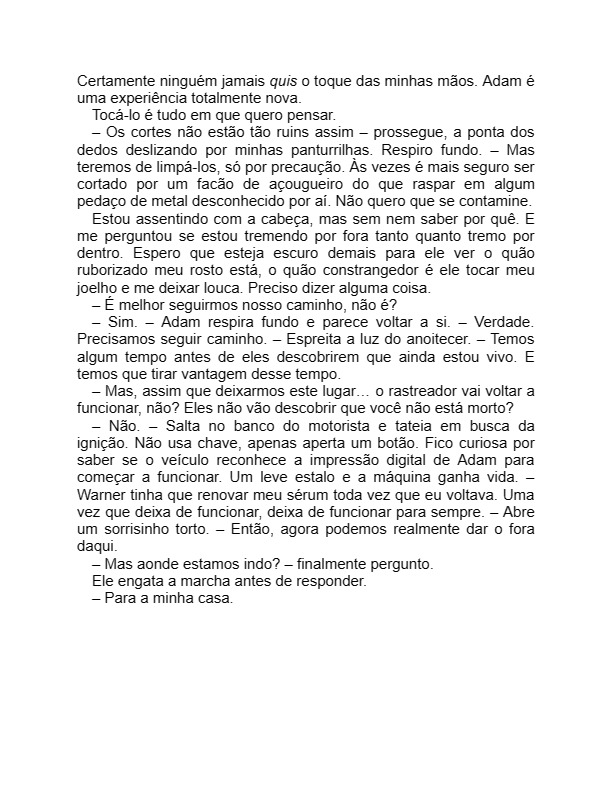 Certamente ninguém jamais quis o toque das minhas mãos. Adam é
uma experiência totalmente nova.
Tocá-lo é tudo em que quero pensar.
– Os cortes não estão tão ruins assim – prossegue, a ponta dos
dedos deslizando por minhas panturrilhas. Respiro fundo. – Mas
teremos de limpá-los, só por precaução. Às vezes é mais seguro ser
cortado por um facão de açougueiro do que raspar em algum
pedaço de metal desconhecido por aí. Não quero que se contamine.
Estou assentindo com a cabeça, mas sem nem saber por quê. E
me perguntou se estou tremendo por fora tanto quanto tremo por
dentro. Espero que esteja escuro demais para ele ver o quão
ruborizado meu rosto está, o quão constrangedor é ele tocar meu
joelho e me deixar louca. Preciso dizer alguma coisa.
– É melhor seguirmos nosso caminho, não é?
– Sim. – Adam respira fundo e parece voltar a si. – Verdade.
Precisamos seguir caminho. – Espreita a luz do anoitecer. – Temos
algum tempo antes de eles descobrirem que ainda estou vivo. E
temos que tirar vantagem desse tempo.
– Mas, assim que deixarmos este lugar… o rastreador vai voltar a
funcionar, não? Eles não vão descobrir que você não está morto?
– Não. – Salta no banco do motorista e tateia em busca da
ignição. Não usa chave, apenas aperta um botão. Fico curiosa por
saber se o veículo reconhece a impressão digital de Adam para
começar a funcionar. Um leve estalo e a máquina ganha vida. –
Warner tinha que renovar meu sérum toda vez que eu voltava. Uma
vez que deixa de funcionar, deixa de funcionar para sempre. – Abre
um sorrisinho torto. – Então, agora podemos realmente dar o fora
daqui.
– Mas aonde estamos indo? – finalmente pergunto.
Ele engata a marcha antes de responder.
– Para a minha casa.